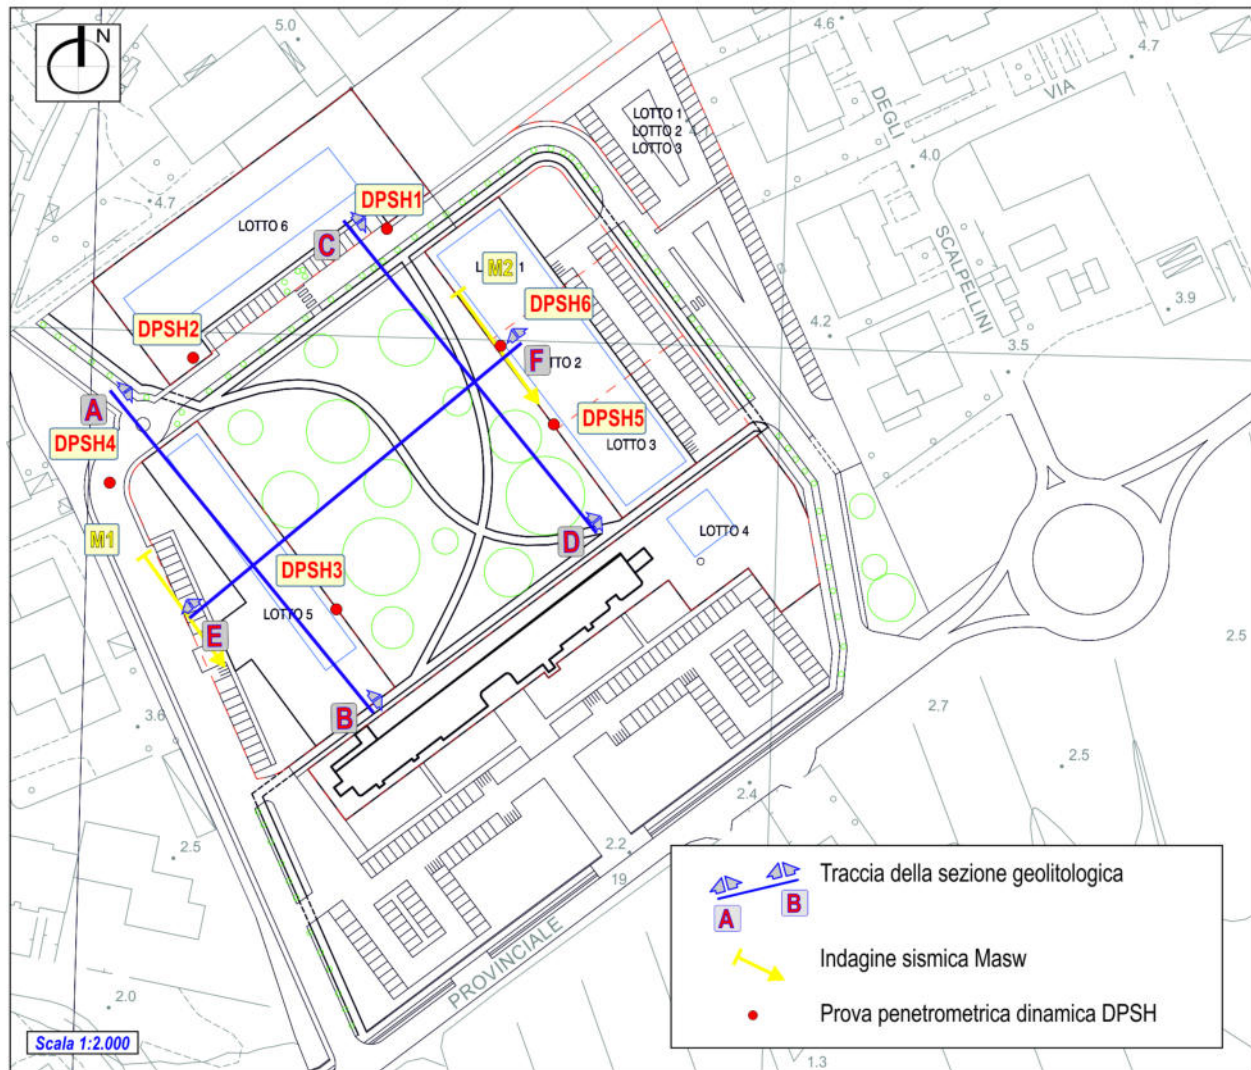 N
5.0
4.6
4.7
VIA
DEGLI
LOTTO 1
LOTTO 2
LOTTO 3
4.0
4.7
DPSH1
LOTTO 6
C
SCALPELLINI
M2
DPSH6
3.9
DPSH2
4.2
3.5
F
LOTTO 2
A
DPSH4
DPSH5
LOTTO 3
M1
D
LOTTO 4
DPSH3
LOTTO 5
E
2.5
B
3.6
2.7
2.5
2.4
2.5
2.2
19
PROVINCIALE
2.0
1.3
Scala 1:2.000
Traccia della sezione geolitologica
A
B
Indagine sismica Masw
Prova penetrometrica dinamica DPSH